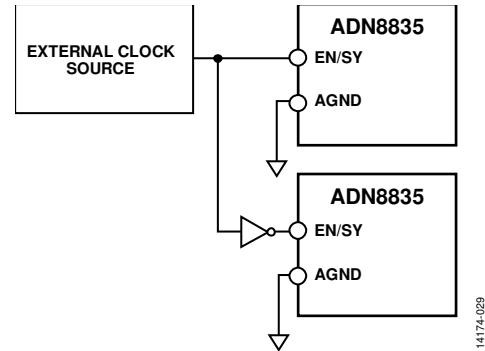 EXTERNAL CLOCK
SOURCE
ADN8835
EN/SY
AGND
ADN8835
EN/SY
AGND
14174-029